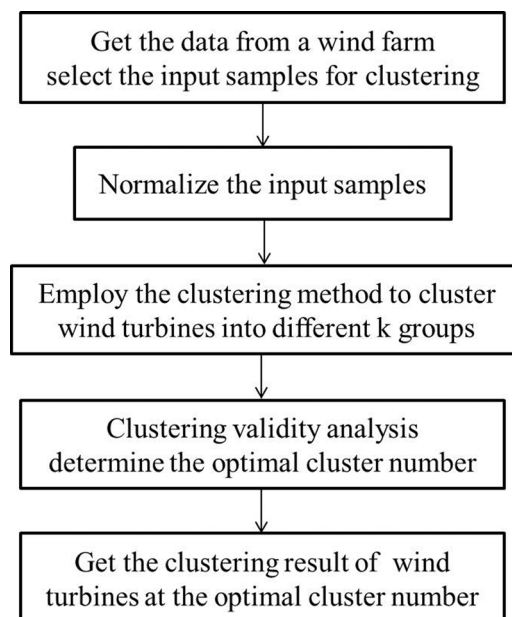 Get the data from a wind farm
select the input samples for clustering
Normalize the input samples
Employ the clustering method to cluster
wind turbines into different k groups
Clustering validity analysis
determine the optimal cluster number
Get the clustering result of wind
turbines at the optimal cluster number